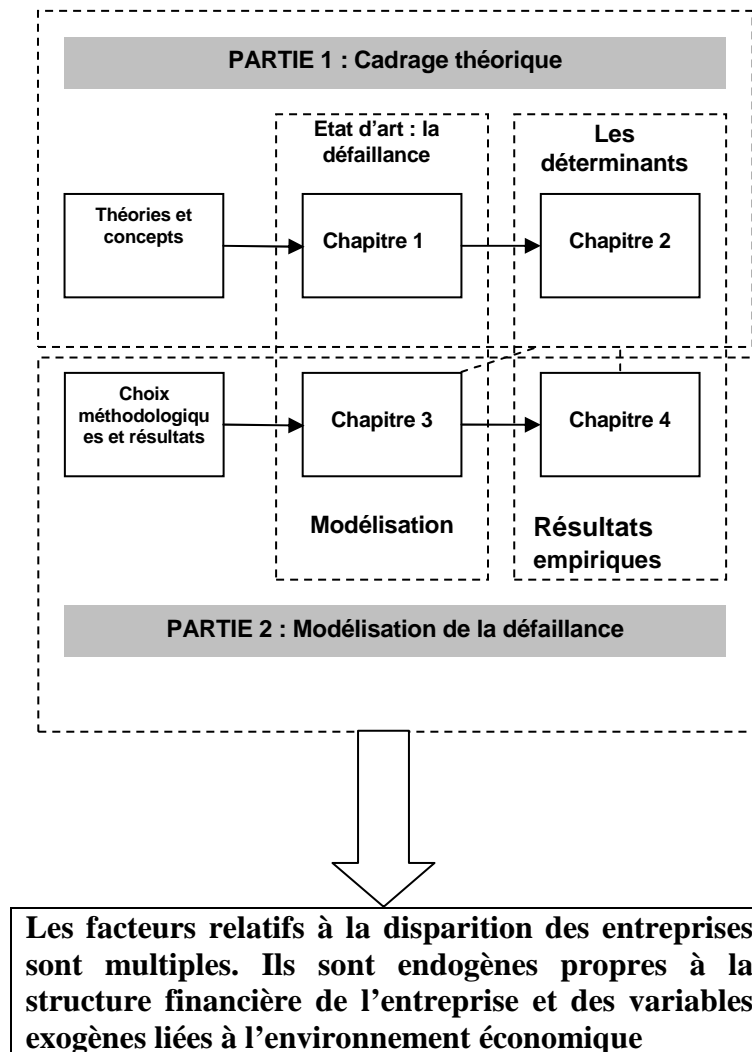 PARTIE 1 : Cadrage théorique
Etat d'art : la
défaillance
Les
déterminants
Théories et
concepts
Chapitre 1
Chapitre 2
Choix
méthodologiqu
es et résultats
Chapitre 3
Chapitre 4
Modélisation
Résultats
empiriques
PARTIE 2 : Modélisation de la défaillance
Les facteurs relatifs à la disparition des entreprises
sont multiples. Ils sont endogènes propres à la
structure financière de l'entreprise et des variables
exogènes liées à l'environnement économique